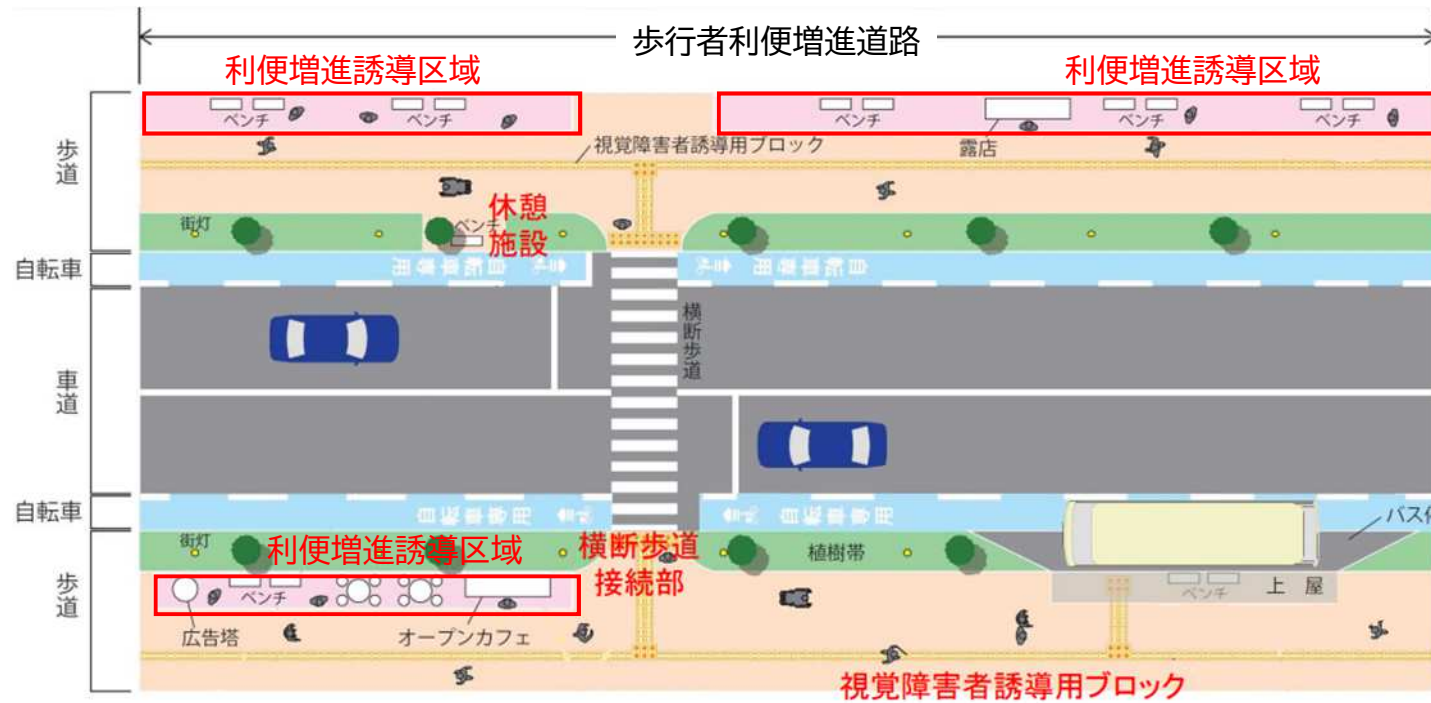 歩行者利便増進道路
利便増進誘導区域
利便増進誘導区域
ベンチ
ベンチ
ベンチ
露店
ベンチ
ベンチ
歩道
視覚障害者誘導用ブロック
街灯
ベンチ
休憩
施設
自転車
自転車専用
自転車専用
横断歩道
車道
自転車
自転車専用
自転車専用
バス停
街灯
利便増進誘導区域
横断歩道
接続部
植樹帯
歩道
ベンチ
ベンチ
上屋
広告塔
オープンカフェ
視覚障害者誘導用ブロック